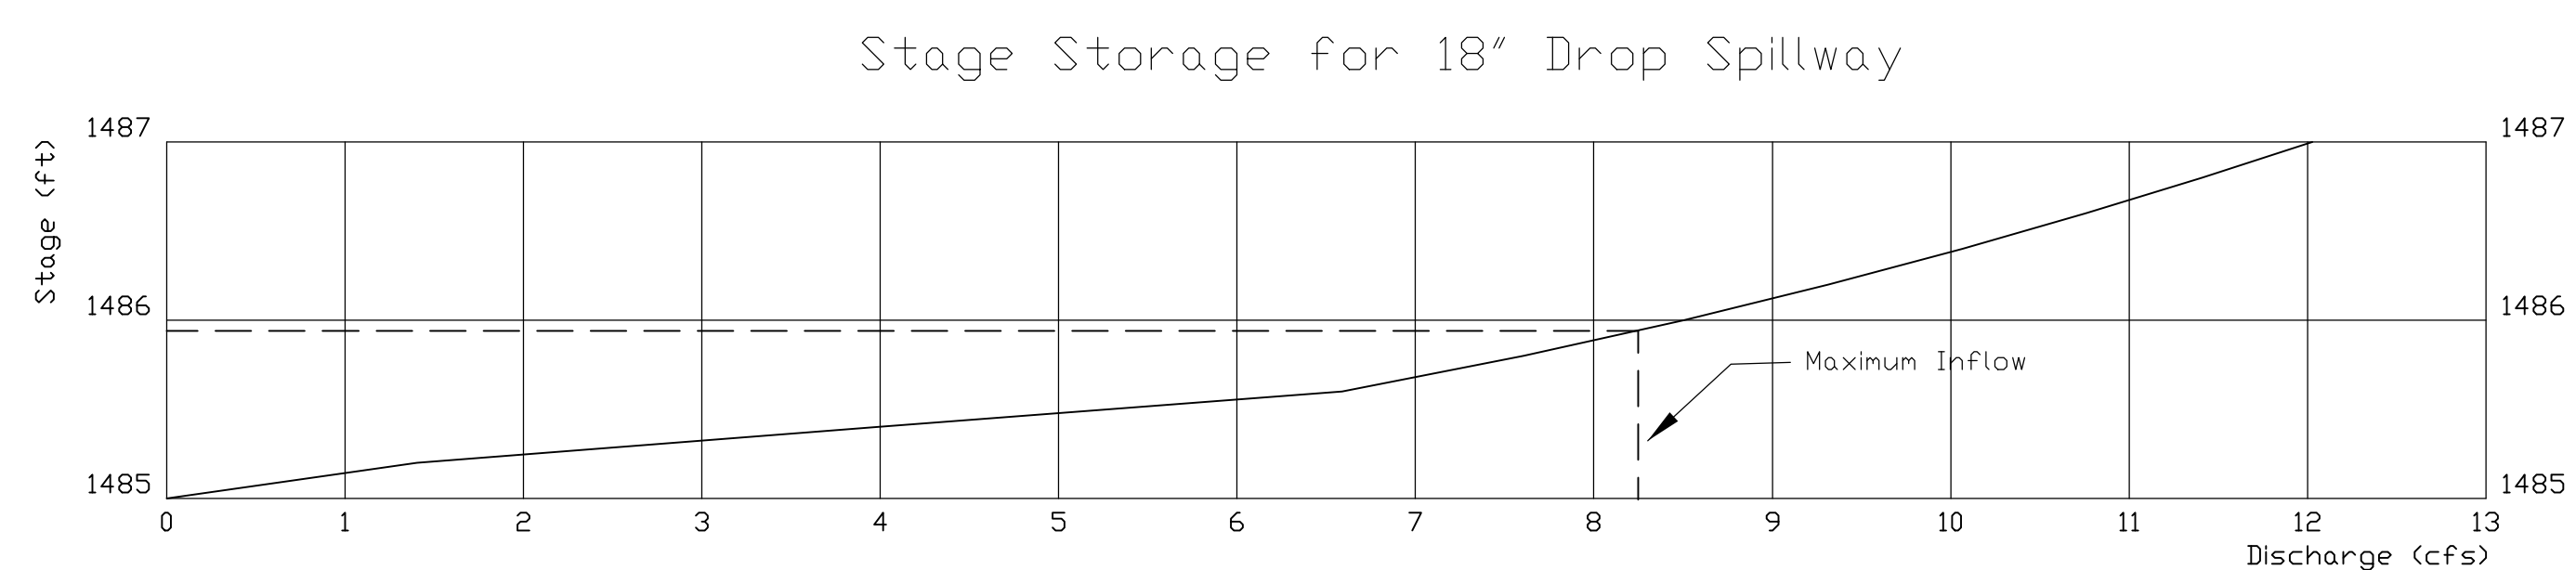 Stage Storage for 18" Drop Spillway
Stage (ft)
1487 1487
1486 1486
Maximum Inflow
1485 1485
0 1 2 3 4 5 6 7 8 9 10 11 12 13
Discharge (cfs)